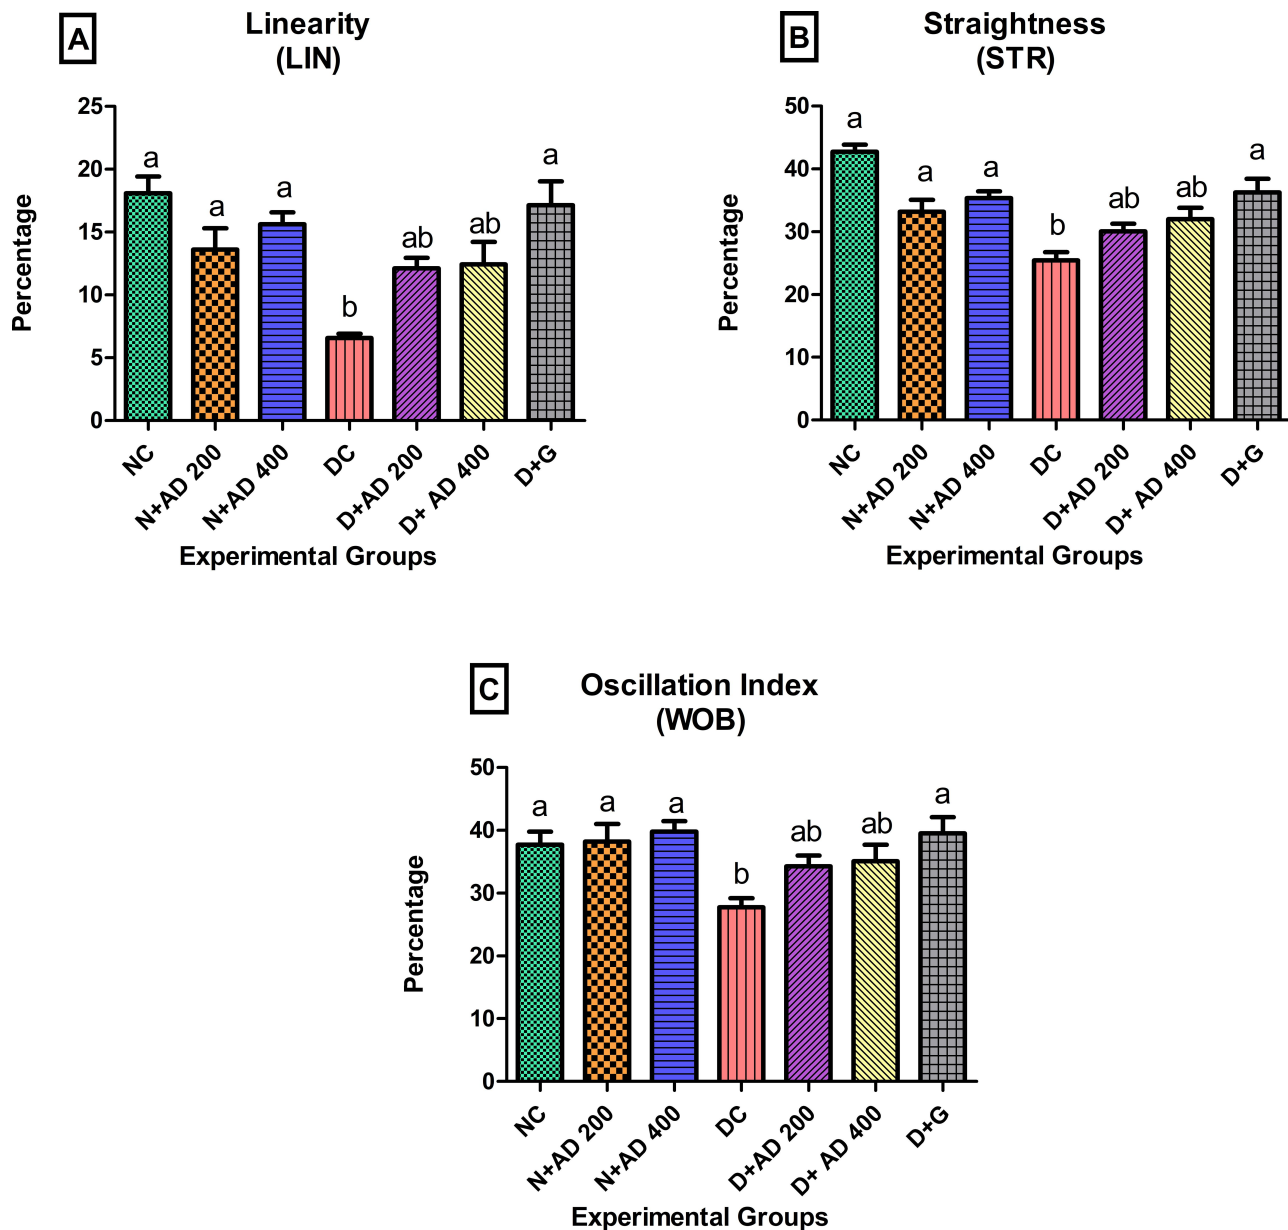 A
Linearity
(LIN)
Percentage
25
20
15
10
5
0
a
a
a
b
ab
ab
a
NC
N+AD 200
N+AD 400
DC
D+AD 200
D+ AD 400
D+G
Experimental Groups
B
Straightness
(STR)
Percentage
50
40
30
20
10
0
a
a
a
b
ab
ab
a
NC
N+AD 200
N+AD 400
DC
D+AD 200
D+ AD 400
D+G
Experimental Groups
C
Oscillation Index
(WOB)
Percentage
50
40
30
20
10
0
a
a
a
b
ab
ab
a
NC
N+AD 200
N+AD 400
DC
D+AD 200
D+ AD 400
D+G
Experimental Groups